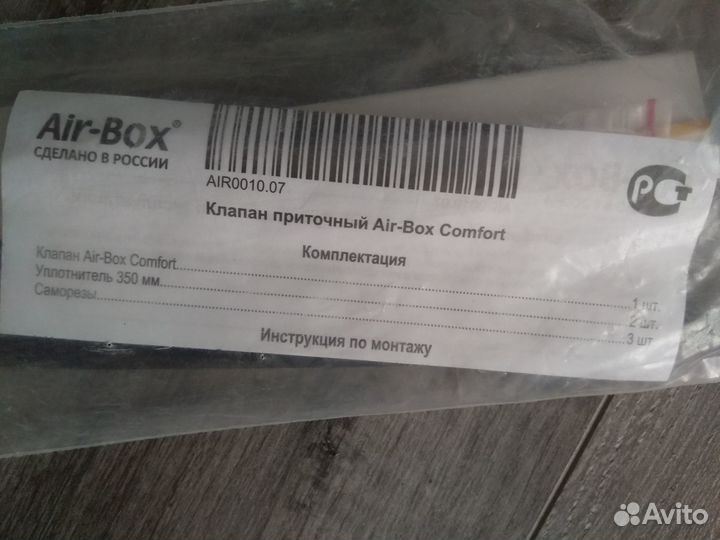 Air-Box®
СДЕЛАНО В РОССИИ
AIR0010.07
Клапан приточный Air-Box Comfort
Комплектация
Клапан Air-Box Comfort 1 шт.
Уплотнитель 350 мм 2 шт.
Саморезы 3 шт.
Инструкция по монтажу
РСТ
Avito